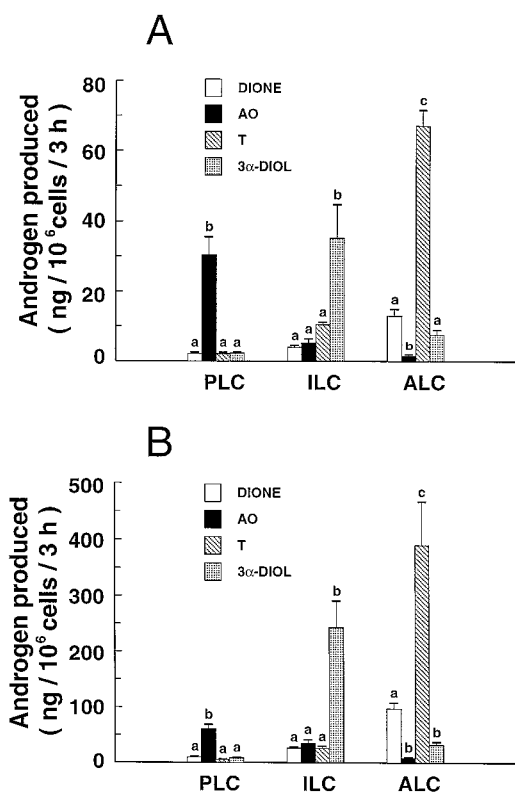 A
Androgen produced
( ng / 10⁶ cells / 3 h )
80
60
40
20
0
DIONE
AO
T
3α-DIOL
a
b
a
a
a
a
a
b
a
b
c
a
PLC
ILC
ALC
B
Androgen produced
( ng / 10⁶ cells / 3 h )
500
400
300
200
100
0
DIONE
AO
T
3α-DIOL
a
b
a
a
a
a
a
b
a
b
c
b
PLC
ILC
ALC